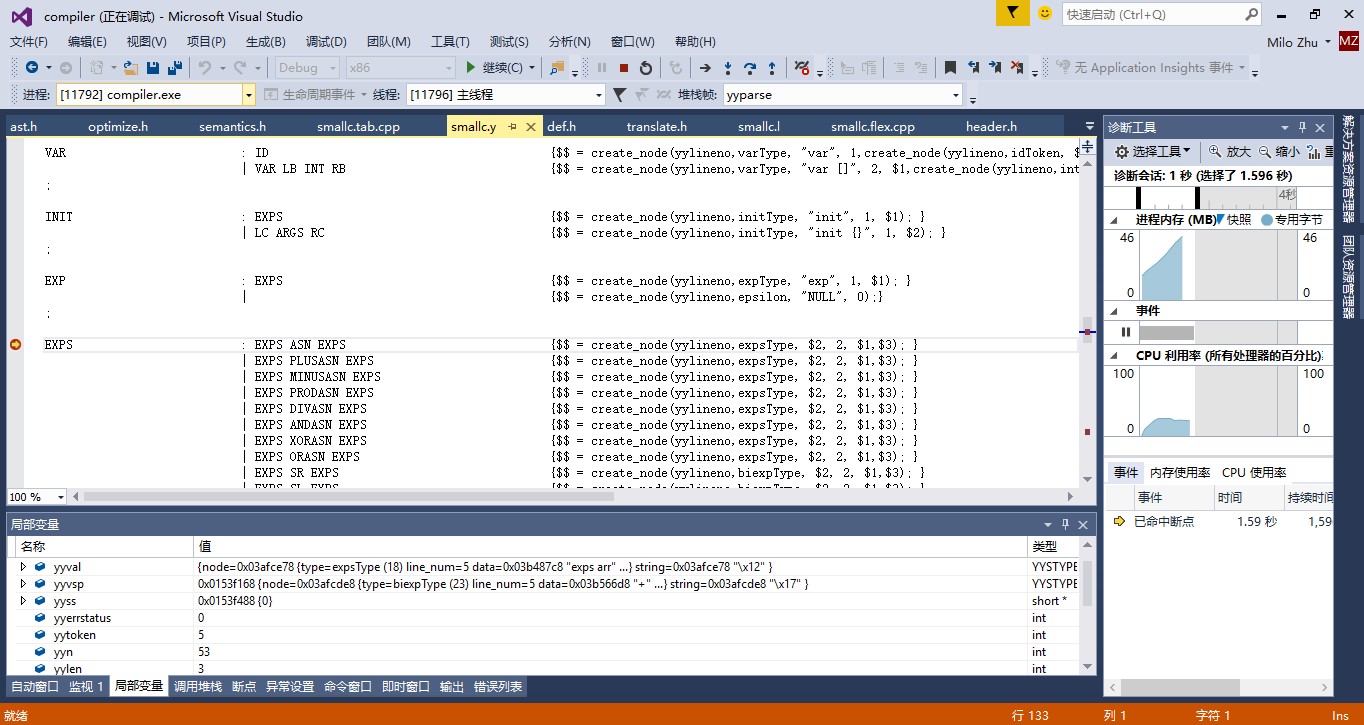 compiler (正在调试) - Microsoft Visual Studio
快速启动 (Ctrl+Q)
文件(F) 编辑(E) 视图(V) 项目(P) 生成(B) 调试(D) 团队(M) 工具(T) 测试(S) 分析(N) 窗口(W) 帮助(H)
Milo Zhu MZ
Debug x86 继续(C) 无 Application Insights 事件
进程: [11792] compiler.exe 生命周期事件 线程: [11796] 主线程 堆栈帧: yyparse
ast.h optimize.h semantics.h smallc.tab.cpp smallc.y def.h translate.h smallc.l smallc.flex.cpp header.h
VAR : ID {$$ = create_node(yylineno,varType, "var", 1,create_node(yylineno,idToken, $
| VAR LB INT RB {$$ = create_node(yylineno,varType, "var []", 2, $1,create_node(yylineno,int
;
INIT : EXPS {$$ = create_node(yylineno,initType, "init", 1, $1); }
| LC ARGS RC {$$ = create_node(yylineno,initType, "init {}", 1, $2); }
;
EXP : EXPS {$$ = create_node(yylineno,expType, "exp", 1, $1); }
| {$$ = create_node(yylineno,epsilon, "NULL", 0);}
;
EXPS : EXPS ASN EXPS {$$ = create_node(yylineno,expsType, $2, 2, $1,$3); }
| EXPS PLUSASN EXPS {$$ = create_node(yylineno,expsType, $2, 2, $1,$3); }
| EXPS MINUSASN EXPS {$$ = create_node(yylineno,expsType, $2, 2, $1,$3); }
| EXPS PRODASN EXPS {$$ = create_node(yylineno,expsType, $2, 2, $1,$3); }
| EXPS DIVASN EXPS {$$ = create_node(yylineno,expsType, $2, 2, $1,$3); }
| EXPS ANDASN EXPS {$$ = create_node(yylineno,expsType, $2, 2, $1,$3); }
| EXPS XORASN EXPS {$$ = create_node(yylineno,expsType, $2, 2, $1,$3); }
| EXPS ORASN EXPS {$$ = create_node(yylineno,expsType, $2, 2, $1,$3); }
| EXPS SR EXPS {$$ = create_node(yylineno,biexpType, $2, 2, $1,$3); }
100 %
局部变量
名称 值 类型
yyval {node=0x03afce78 {type=expsType (18) line_num=5 data=0x03b487c8 "exps arr" ...} string=0x03afce78 "\x12" } YYSTYPE
yyvsp 0x0153f168 {node=0x03afcde8 {type=biexpType (23) line_num=5 data=0x03b566d8 "+" ...} string=0x03afcde8 "\x17" } YYSTYPE
yyss 0x0153f488 {0} short *
yyerrstatus 0 int
yytoken 5 int
yyn 53 int
yylen 3 int
自动窗口 监视 1 局部变量 调用堆栈 断点 异常设置 命令窗口 即时窗口 输出 错误列表
诊断工具
选择工具 放大 缩小
诊断会话: 1 秒 (选择了 1.596 秒)
4秒
进程内存 (MB) 快照 专用字节
46 46
0 0
事件
CPU 利用率 (所有处理器的百分比)
100 100
0 0
事件 内存使用率 CPU 使用率
事件 时间 持续时间
已命中断点 1.59 秒 1,59
解决方案资源管理器
团队资源管理器
就绪 行 133 列 1 字符 1 Ins